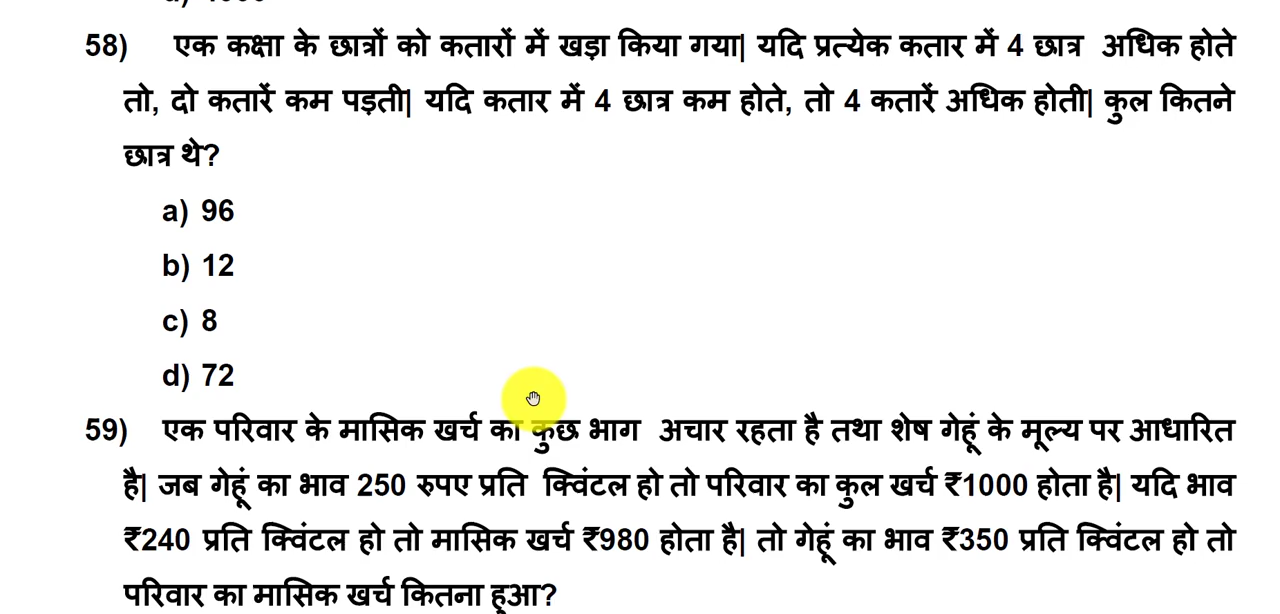 58) एक कक्षा के छात्रों को कतारों में खड़ा किया गया| यदि प्रत्येक कतार में 4 छात्र अधिक होते
तो, दो कतारें कम पड़ती| यदि कतार में 4 छात्र कम होते, तो 4 कतारें अधिक होती| कुल कितने
छात्र थे?
a) 96
b) 12
c) 8
d) 72
59) एक परिवार के मासिक खर्च का कुछ भाग अचार रहता है तथा शेष गेहूं के मूल्य पर आधारित
है| जब गेहूं का भाव 250 रुपए प्रति क्विंटल हो तो परिवार का कुल खर्च ₹1000 होता है| यदि भाव
₹240 प्रति क्विंटल हो तो मासिक खर्च ₹980 होता है| तो गेहूं का भाव ₹350 प्रति क्विंटल हो तो
परिवार का मासिक खर्च कितना हुआ?